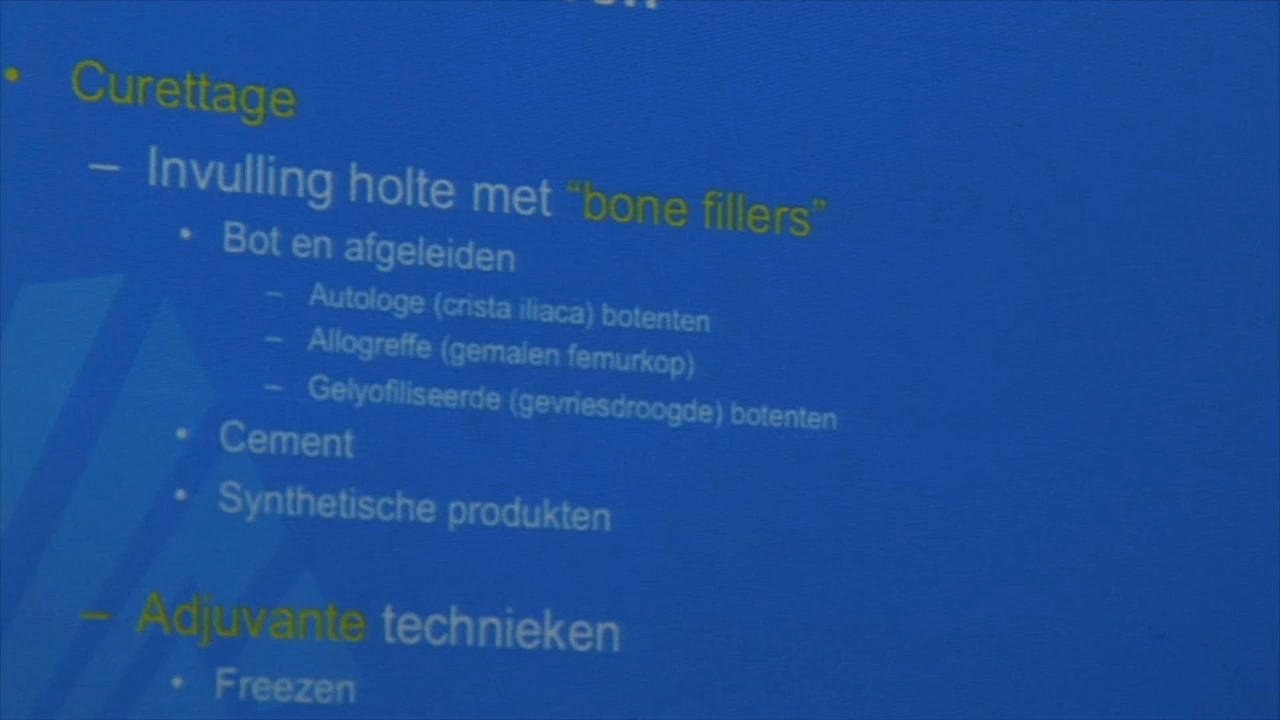 • Curettage
– Invulling holte met “bone fillers”
• Bot en afgeleiden
– Autologe (crista iliaca) botenten
– Allogreffe (gemalen femurkop)
– Gelyofiliseerde (gevriesdroogde) botenten
• Cement
• Synthetische produkten
– Adjuvante technieken
• Freezen